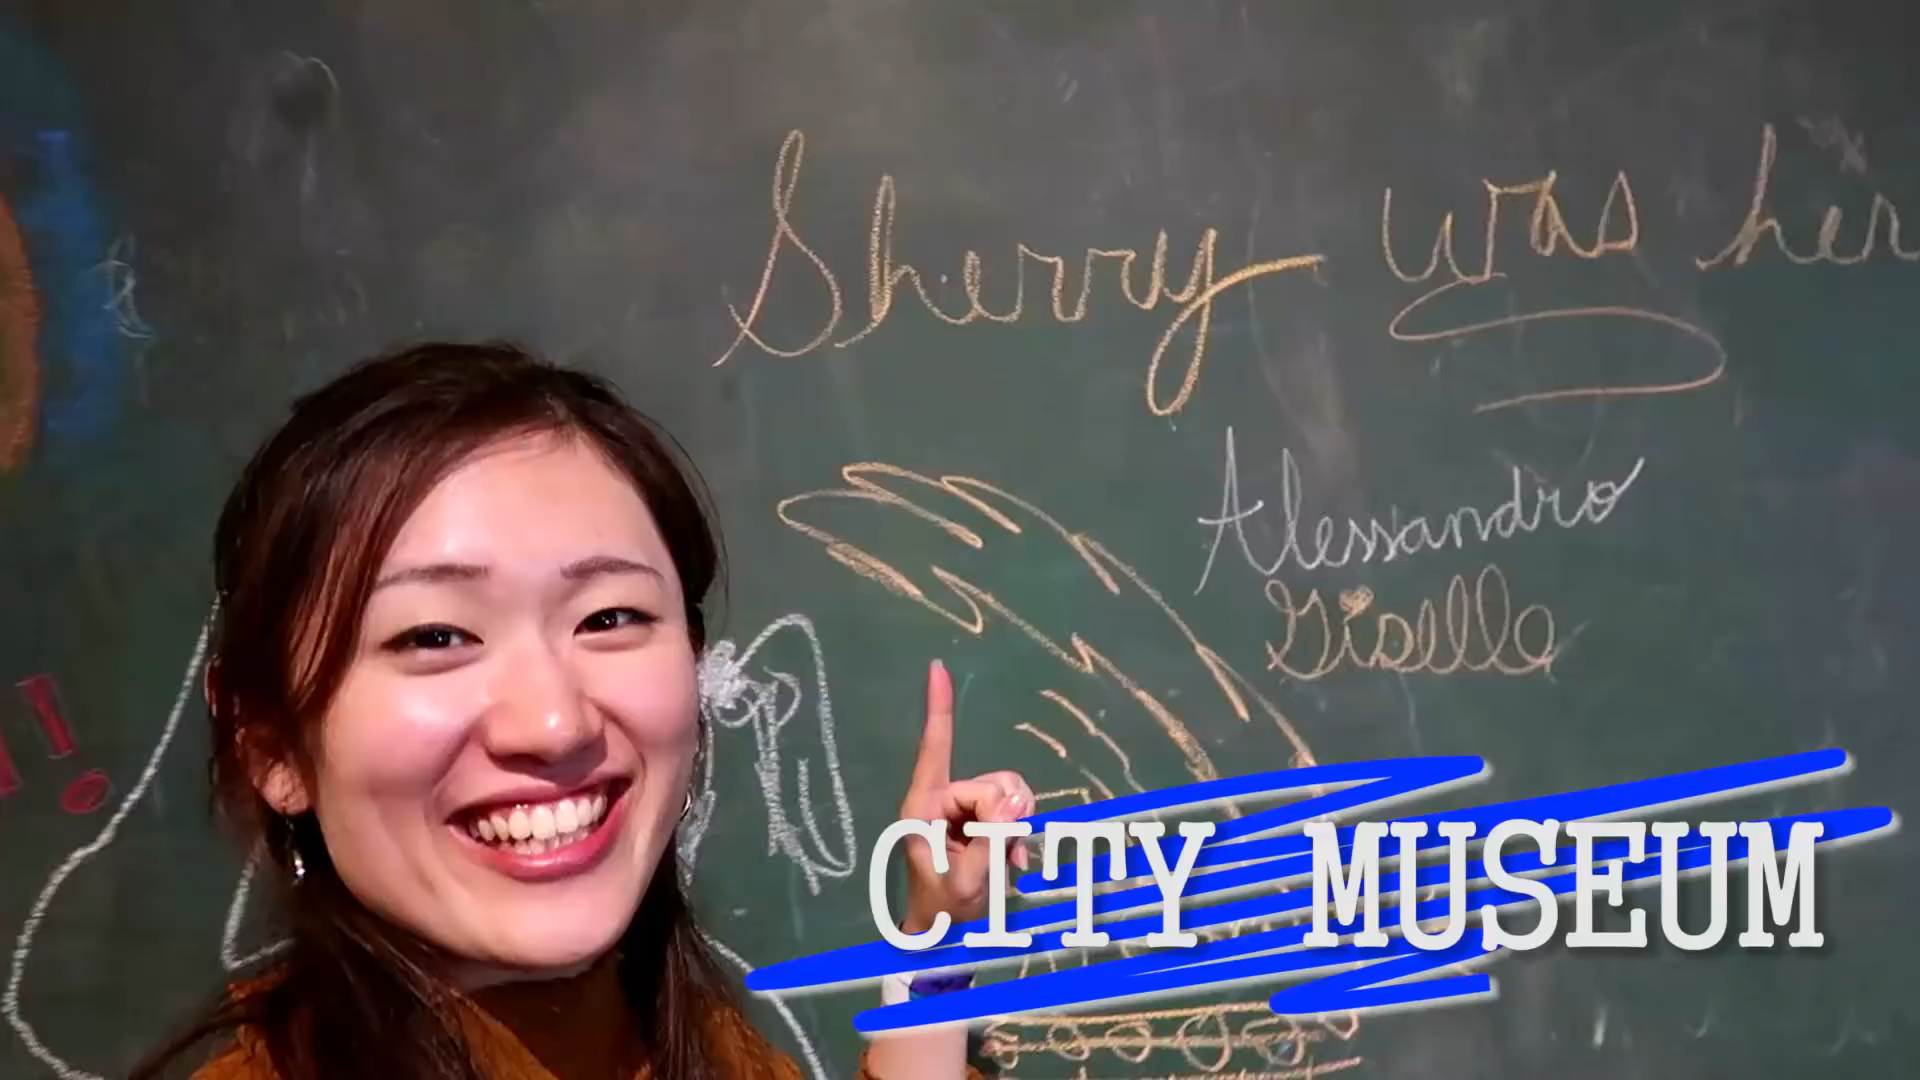 Sherry was her
Alessandro
Giselle
!!
CITY MUSEUM